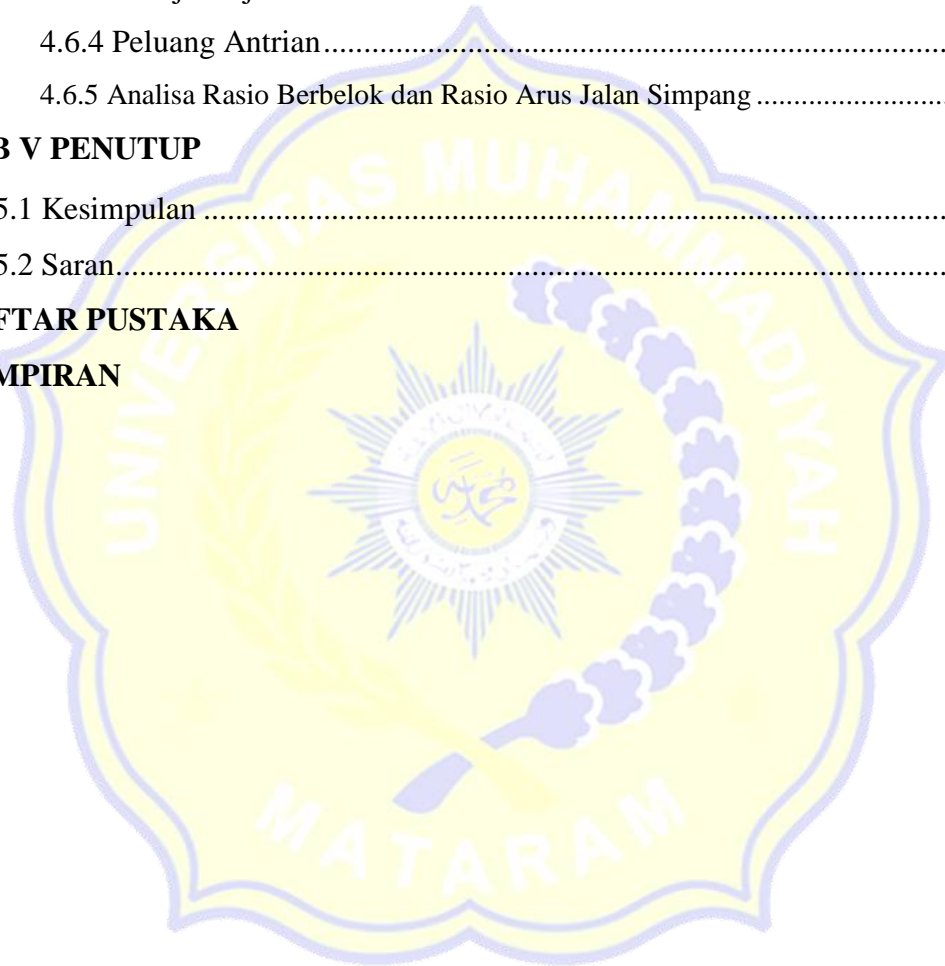 4.6.4 Peluang Antrian..........................................................................................
4.6.5 Analisa Rasio Berbelok dan Rasio Arus Jalan Simpang ...........................
B V PENUTUP
5.1 Kesimpulan .................................................................................................
5.2 Saran............................................................................................................
FTAR PUSTAKA
MPIRAN
UNIVERSITAS MUHAMMADIYAH
MATARAM